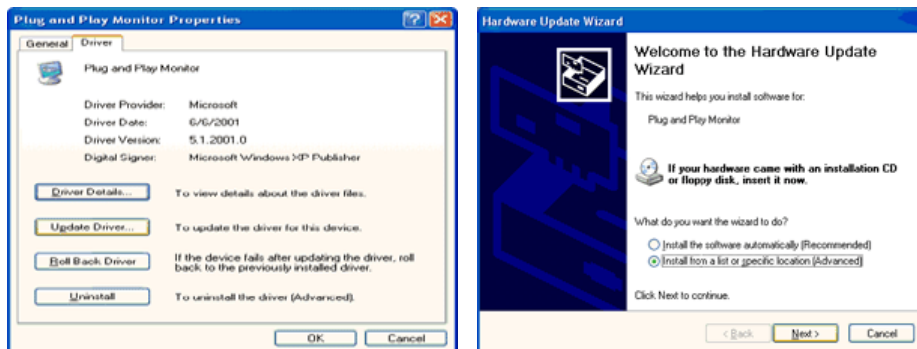 Plug and Play Monitor Properties
General
Driver
Plug and Play Monitor
Driver Provider: Microsoft
Driver Date: 6/6/2001
Driver Version: 5.1.2001.0
Digital Signer: Microsoft Windows XP Publisher
Driver Details...
To view details about the driver files.
Update Driver...
To update the driver for this device.
Roll Back Driver
If the device fails after updating the driver, roll
back to the previously installed driver.
Uninstall
To uninstall the driver (Advanced).
OK
Cancel
Hardware Update Wizard
Welcome to the Hardware Update
Wizard
This wizard helps you install software for:
Plug and Play Monitor
If your hardware came with an installation CD
or floppy disk, insert it now.
What do you want the wizard to do?
Install the software automatically (Recommended)
Install from a list or specific location (Advanced)
Click Next to continue.
< Back
Next >
Cancel